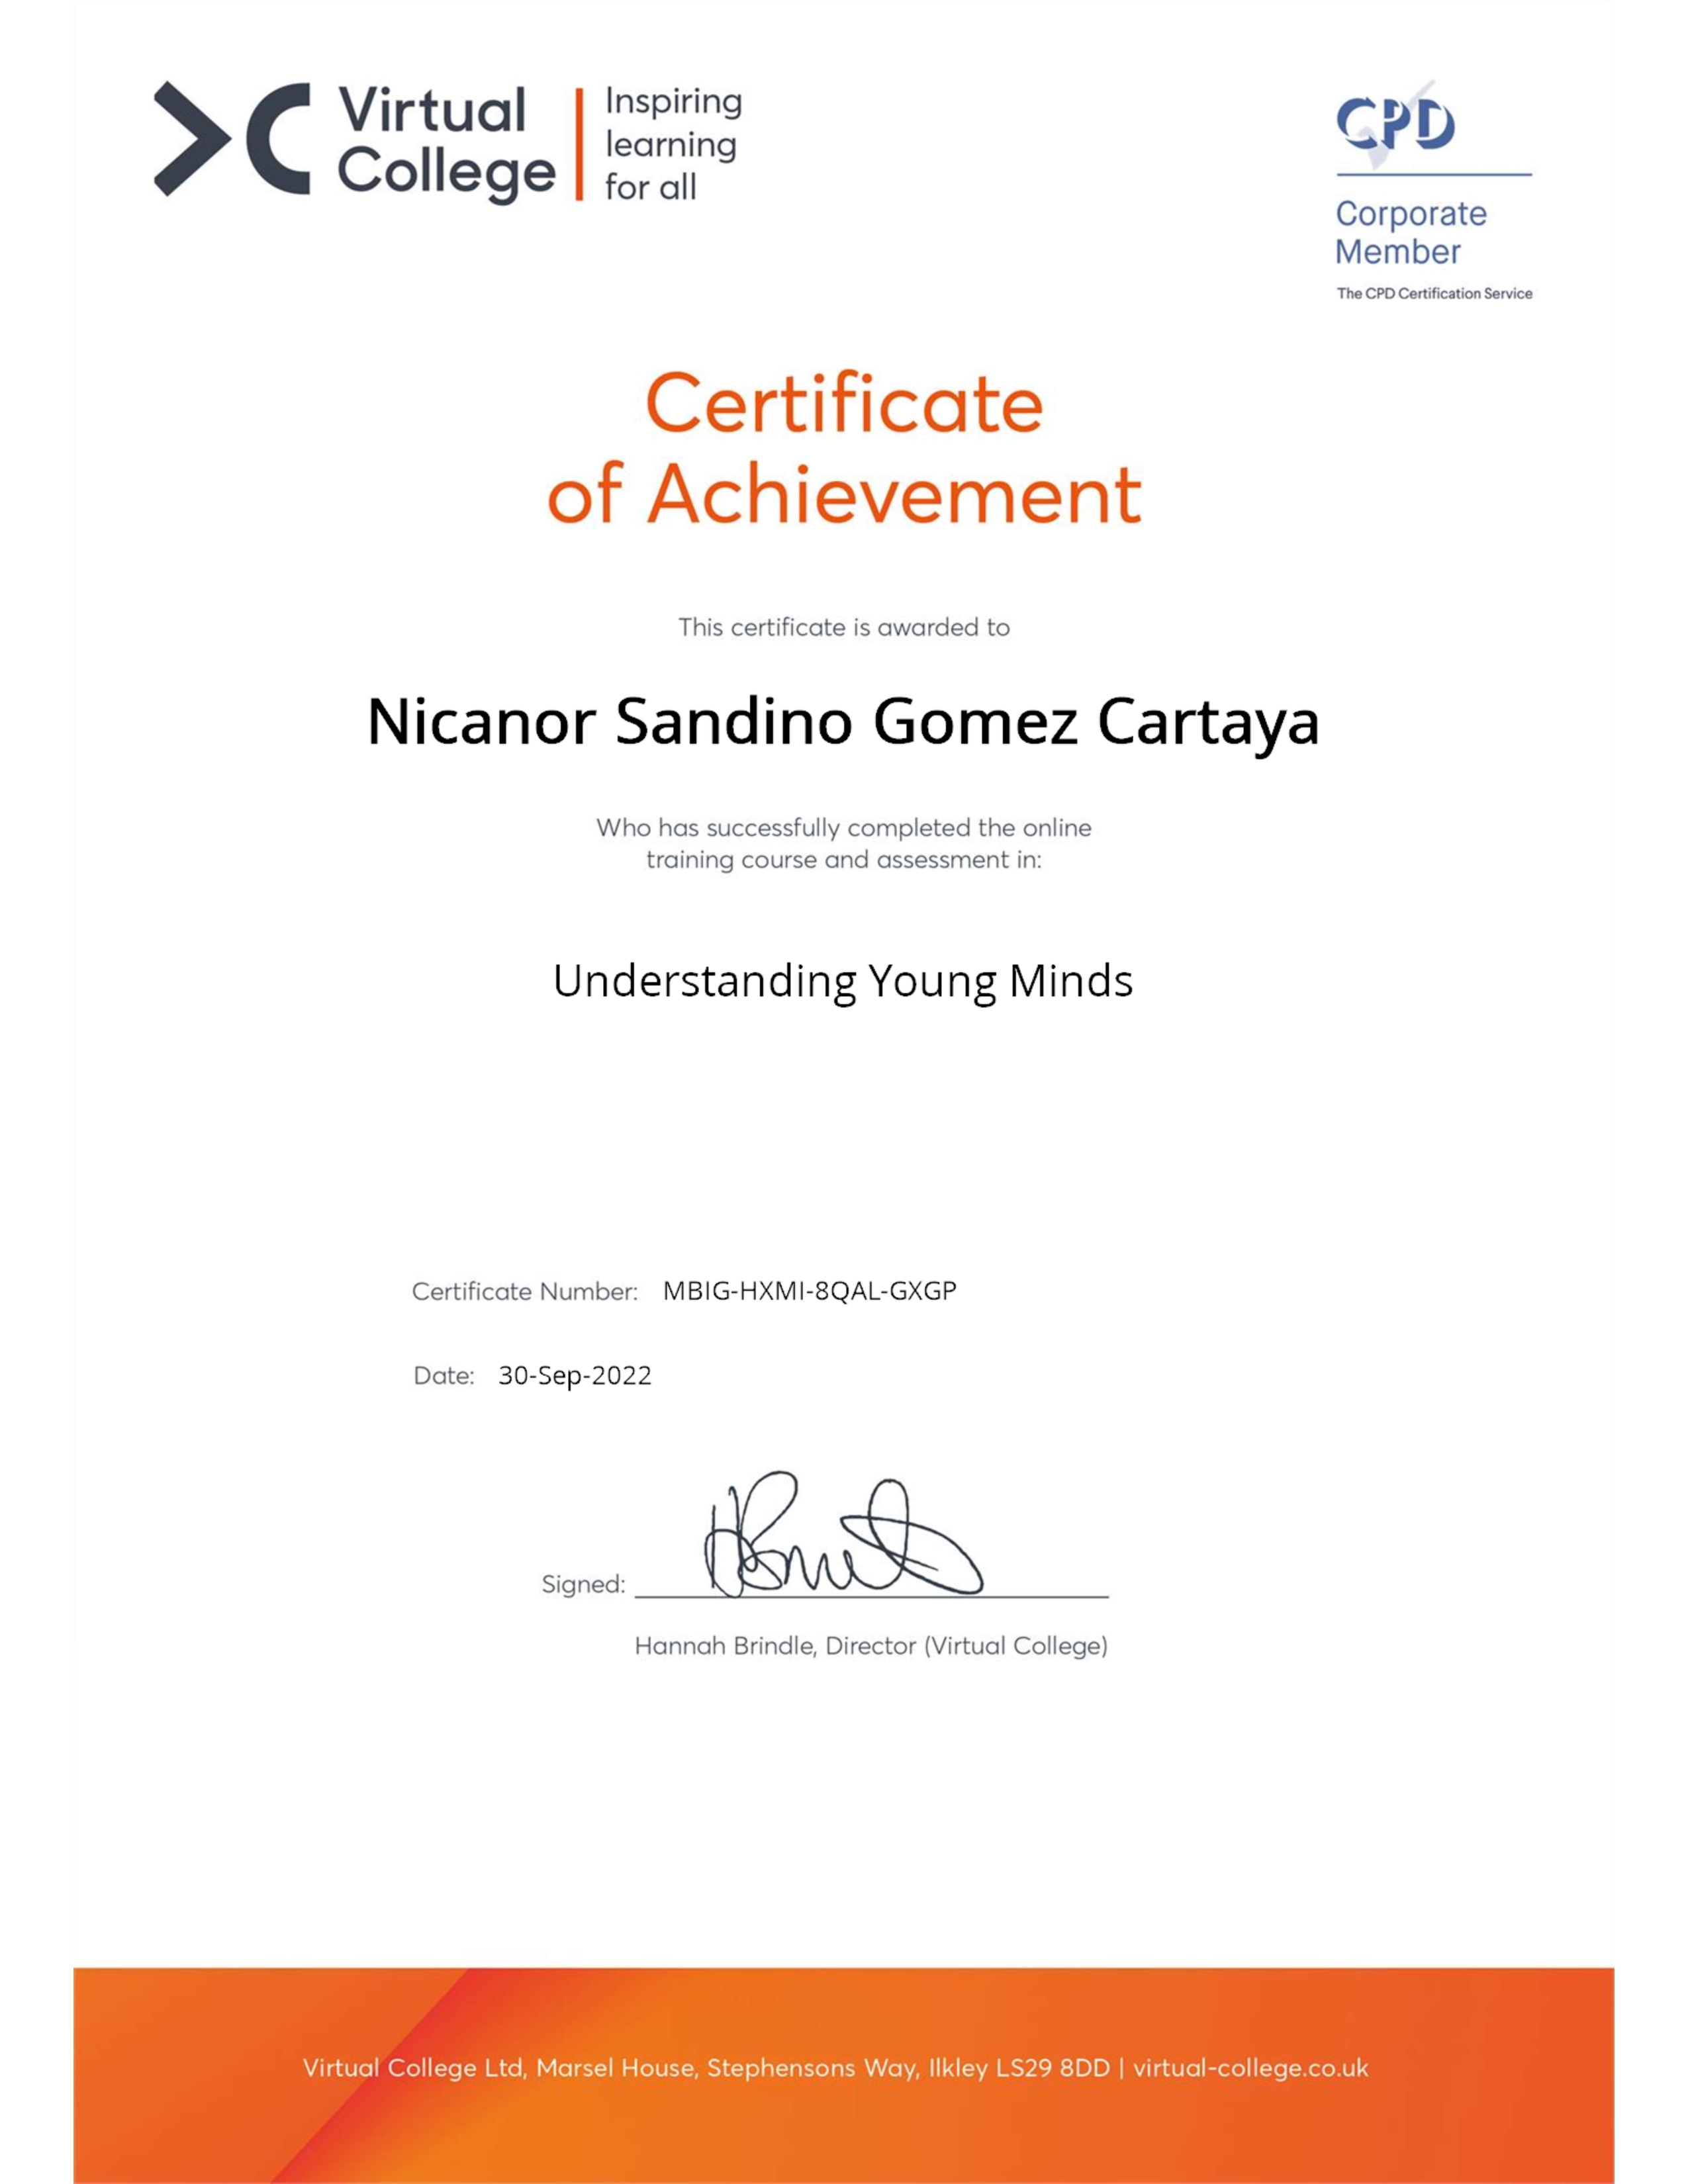 Virtual
College
Inspiring
learning
for all
CPD
Corporate
Member
The CPD Certification Service
Certificate
of Achievement
This certificate is awarded to
Nicanor Sandino Gomez Cartaya
Who has successfully completed the online
training course and assessment in:
Understanding Young Minds
Certificate Number: MBIG-HXMI-8QAL-GXGP
Date: 30-Sep-2022
Signed:
Hannah Brindle, Director (Virtual College)
Virtual College Ltd, Marsel House, Stephensons Way, Ilkley LS29 8DD | virtual-college.co.uk